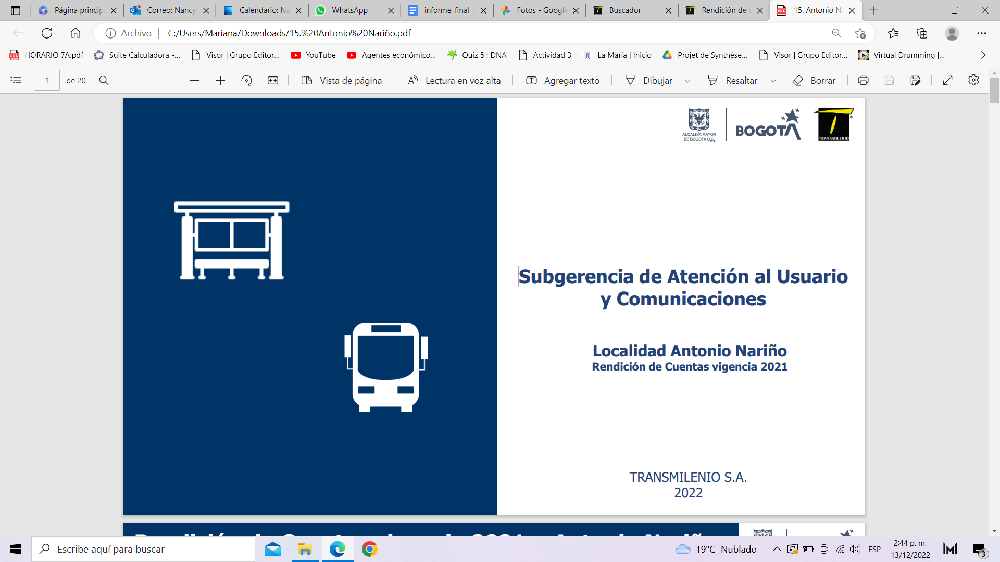 Página princip
Correo: Nancy
Calendario: Na
WhatsApp
informe_final_r
Fotos - Google
Buscador
Rendición de c
15. Antonio Na
Archivo
C:/Users/Mariana/Downloads/15.%20Antonio%20Nariño.pdf
HORARIO 7A.pdf
Suite Calculadora -...
Visor | Grupo Editor...
YouTube
Agentes económico...
Quiz 5 : DNA
Actividad 3
La María | Inicio
Projet de Synthèse...
Visor | Grupo Editor...
Virtual Drumming |...
1
de 20
Vista de página
Lectura en voz alta
Agregar texto
Dibujar
Resaltar
Borrar
ALCALDÍA MAYOR
DE BOGOTÁ D.C.
BOGOTÁ
TRANSMILENIO
Subgerencia de Atención al Usuario
y Comunicaciones
Localidad Antonio Nariño
Rendición de Cuentas vigencia 2021
TRANSMILENIO S.A.
2022
Escribe aquí para buscar
19°C Nublado
ESP
2:44 p. m.
13/12/2022
3